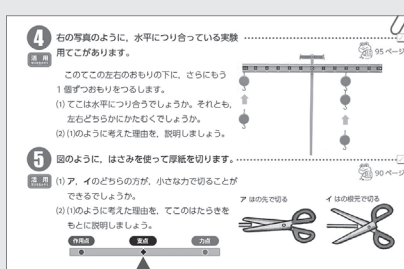 4
活用
右の写真のように、水平につり合っている実験
用てこがあります。
95ページ
このてこの左右のおもりの下に、さらにもう
1個ずつおもりをつるします。
(1) てこは水平につり合うでしょうか。それとも、
左右どちらかにかたむくでしょうか。
(2) (1)のように考えた理由を、説明しましょう。
5
活用
図のように、はさみを使って厚紙を切ります。
90ページ
(1) ア、イのどちらの方が、小さな力で切ることが
できるでしょうか。
(2) (1)のように考えた理由を、てこのはたらきを
もとに説明しましょう。
ア はの先で切る
イ はの根元で切る
作用点
支点
力点